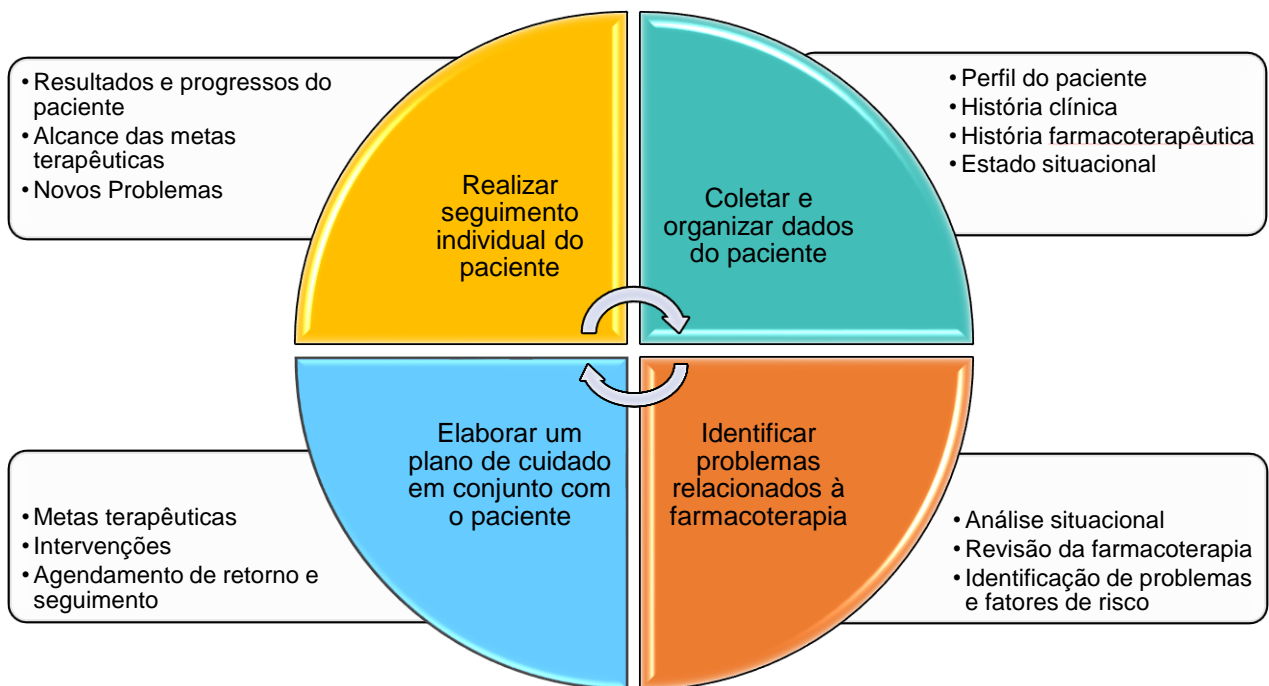 • Resultados e progressos do
paciente
• Alcance das metas
terapêuticas
• Novos Problemas
Realizar
seguimento
individual do
paciente
Coletar e
organizar dados
do paciente
• Perfil do paciente
• História clínica
• História farmacoterapêutica
• Estado situacional
• Metas terapêuticas
• Intervenções
• Agendamento de retorno e
seguimento
Elaborar um
plano de cuidado
em conjunto com
o paciente
Identificar
problemas
relacionados à
farmacoterapia
• Análise situacional
• Revisão da farmacoterapia
• Identificação de problemas
e fatores de risco